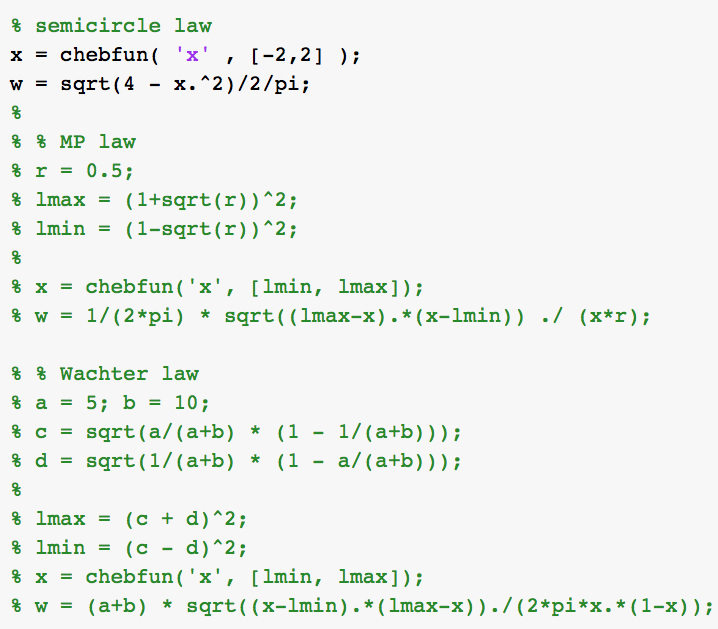 % semicircle law
x = chebfun( 'x' , [-2,2] );
w = sqrt(4 - x.^2)/2/pi;
%
% % MP law
% r = 0.5;
% lmax = (1+sqrt(r))^2;
% lmin = (1-sqrt(r))^2;
%
% x = chebfun('x', [lmin, lmax]);
% w = 1/(2*pi) * sqrt((lmax-x).*(x-lmin)) ./ (x*r);
% % Wachter law
% a = 5; b = 10;
% c = sqrt(a/(a+b) * (1 - 1/(a+b)));
% d = sqrt(1/(a+b) * (1 - a/(a+b)));
%
% lmax = (c + d)^2;
% lmin = (c - d)^2;
% x = chebfun('x', [lmin, lmax]);
% w = (a+b) * sqrt((x-lmin).*(lmax-x))./(2*pi*x.*(1-x));